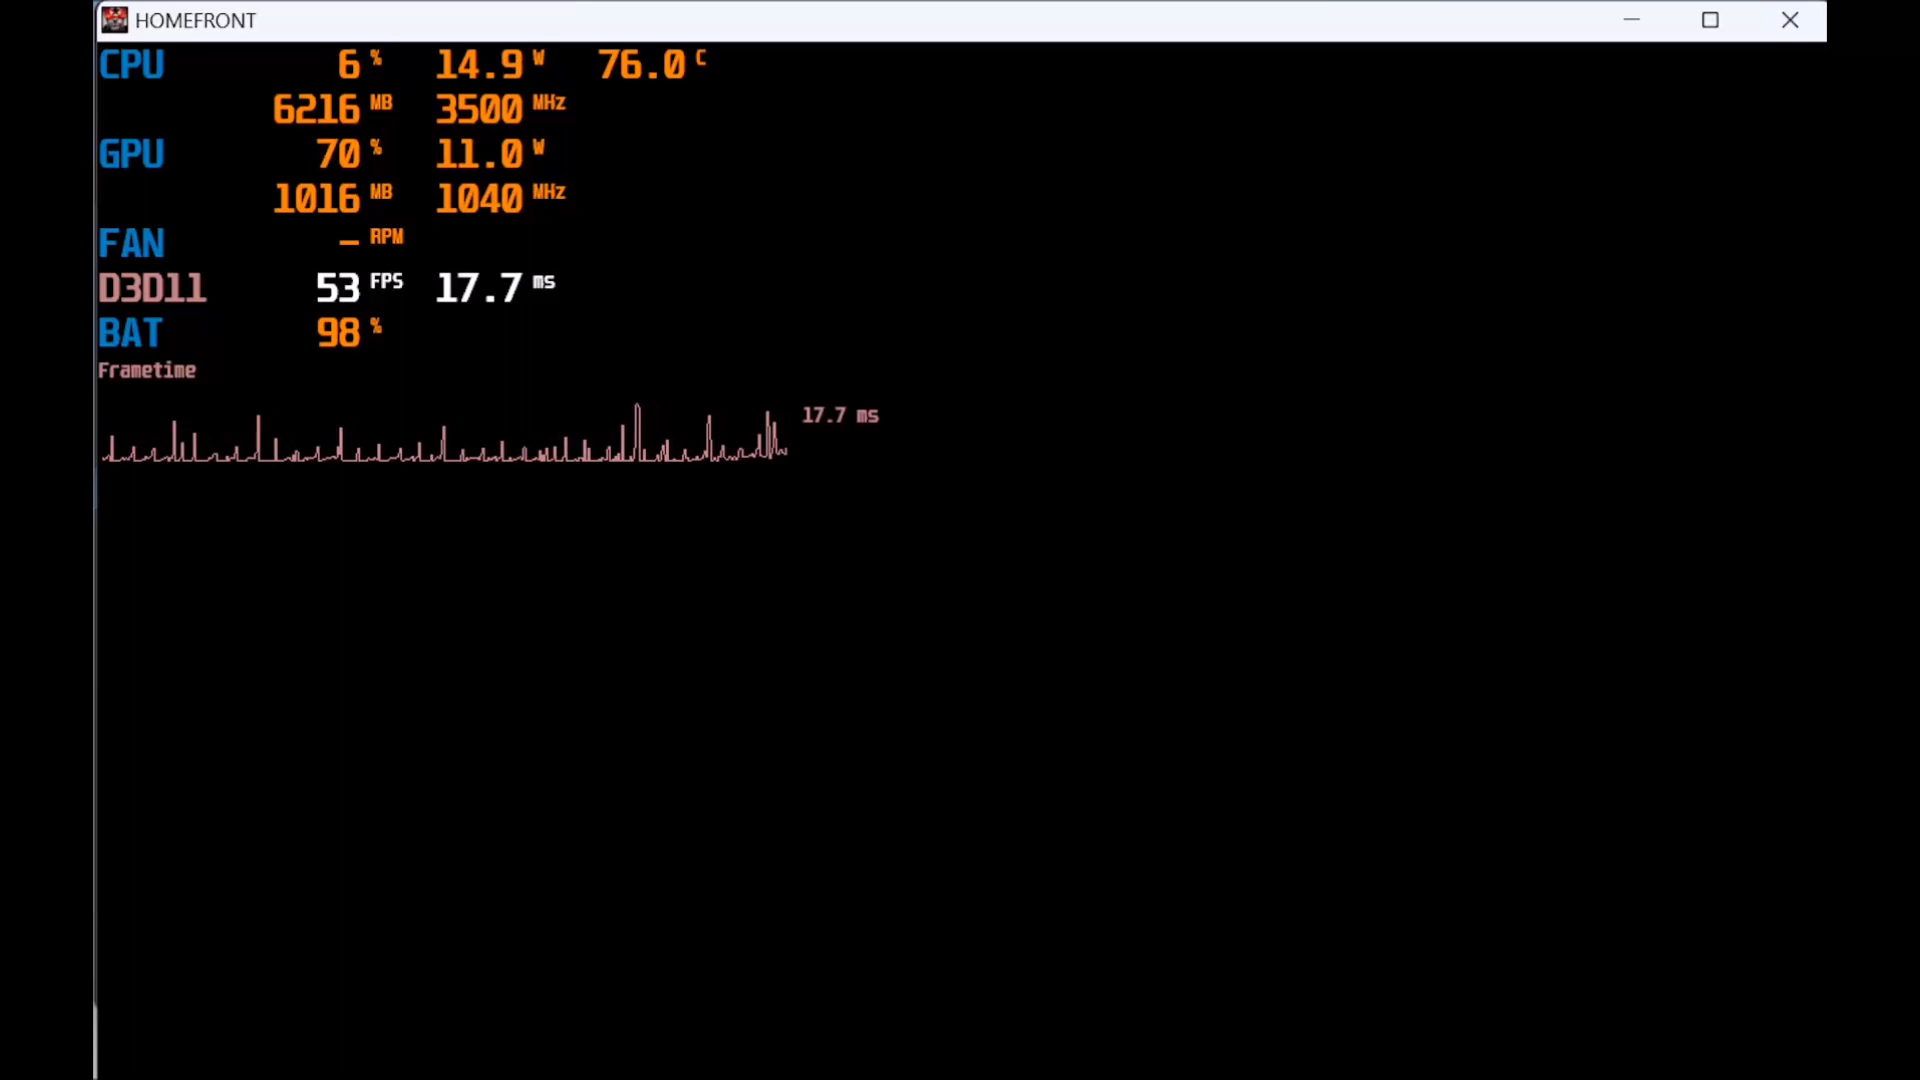 HOMEFRONT
CPU 6 % 14.9 W 76.0 C
6216 MB 3500 MHz
GPU 70 % 11.0 W
1016 MB 1040 MHz
FAN – RPM
D3D11 53 FPS 17.7 ms
BAT 98 %
Frametime
17.7 ms